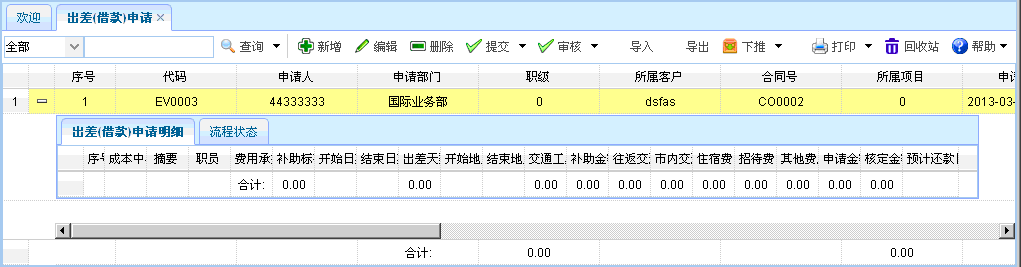 欢迎 出差(借款)申请
全部 查询 新增 编辑 删除 提交 审核 导入 导出 下推 打印 回收站 帮助
序号 代码 申请人 申请部门 职级 所属客户 合同号 所属项目 申
1 1 EV0003 44333333 国际业务部 0 dsfas CO0002 0 2013-03-
出差(借款)申请明细 流程状态
序号 成本中 摘要 职员 费用承 补助标 开始日 结束日 出差天 开始地 结束地 交通工 补助金 往返交 市内交 住宿费 招待费 其他费 申请金 核定金 预计还款
合计: 0.00 0.00 0.00 0.00 0.00 0.00 0.00 0.00 0.00 0.00 0.00
合计: 0.00 0.00